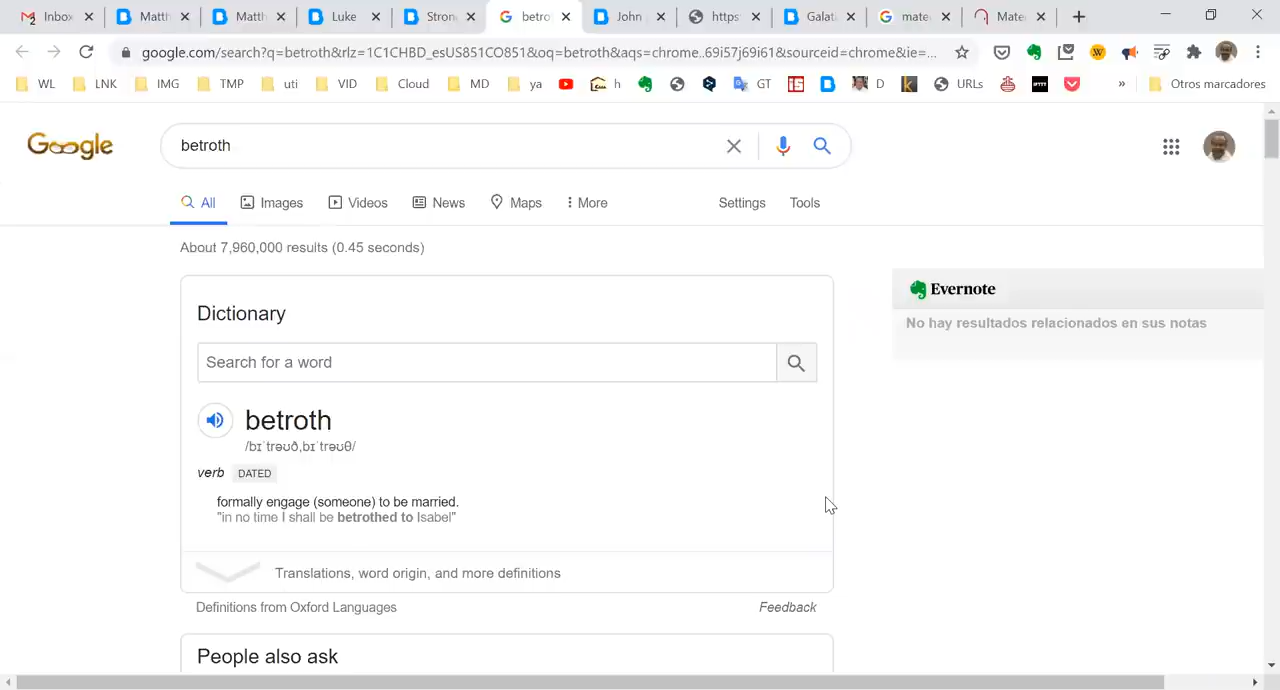 Inbox Matth Matth Luke Stron betro John https Galati mate Mate
google.com/search?q=betroth&rlz=1C1CHBD_esUS851CO851&oq=betroth&aqs=chrome..69i57j69i61&sourceid=chrome&ie=...
WL LNK IMG TMP uti VID Cloud MD ya h GT D URLs » Otros marcadores
Google betroth
All Images Videos News Maps More Settings Tools
About 7,960,000 results (0.45 seconds)
Dictionary
Evernote
No hay resultados relacionados en sus notas
Search for a word
betroth
/bɪˈtrəʊð,bɪˈtrəʊθ/
verb DATED
formally engage (someone) to be married.
"in no time I shall be betrothed to Isabel"
Translations, word origin, and more definitions
Definitions from Oxford Languages Feedback
People also ask